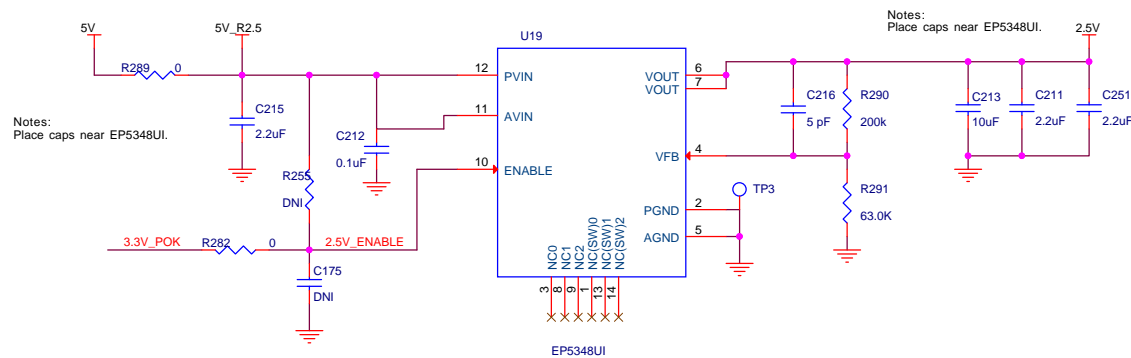 Notes:
Place caps near EP5348UI.
5V
5V_R2.5
U19
2.5V
R289
0
12
PVIN
VOUT
6
VOUT
7
C215
2.2uF
11
AVIN
C216
5 pF
R290
200k
C213
10uF
C211
2.2uF
C251
2.2uF
Notes:
Place caps near EP5348UI.
C212
0.1uF
10
ENABLE
VFB
4
R255
DNI
TP3
R291
63.0K
PGND
2
AGND
5
3.3V_POK
R282
0
2.5V_ENABLE
C175
DNI
NC0
NC1
NC2
NC(SW)0
NC(SW)1
NC(SW)2
3
8
9
1
13
14
EP5348UI